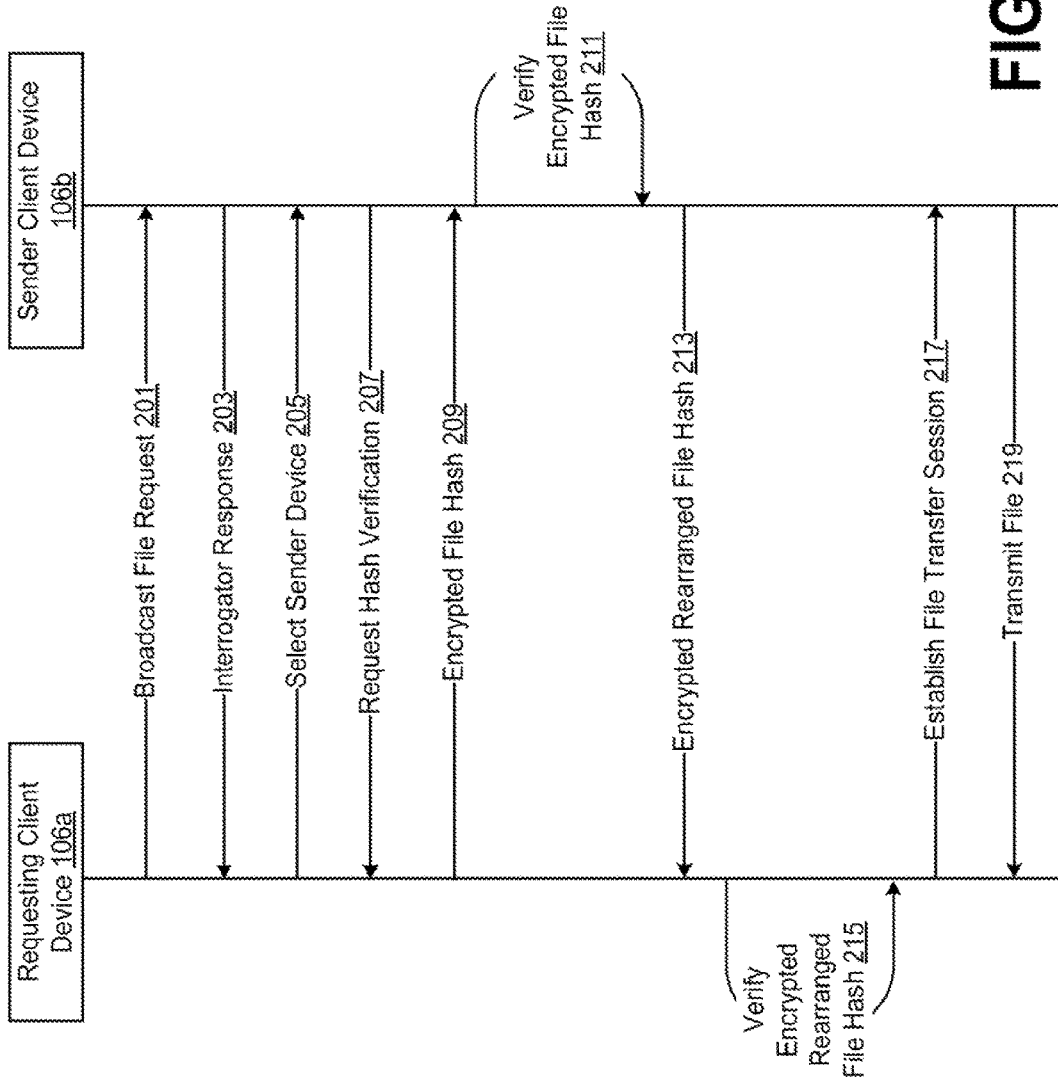 Requesting Client
Device 106a
Sender Client Device
106b
Broadcast File Request 201
Interrogator Response 203
Select Sender Device 205
Request Hash Verification 207
Encrypted File Hash 209
Verify
Encrypted File
Hash 211
Encrypted Rearranged File Hash 213
Verify
Encrypted
Rearranged
File Hash 215
Establish File Transfer Session 217
Transmit File 219
FIG